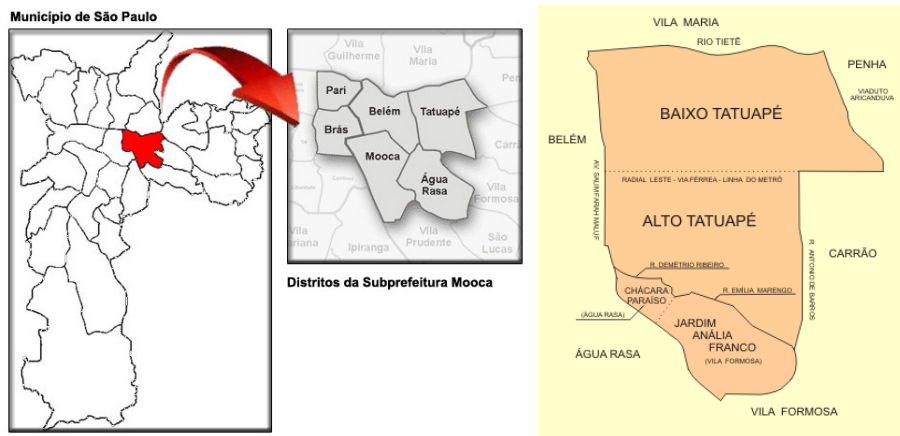 Município de São Paulo
Vila
Guilherme
Vila
Maria
Pari
Belém
Tatuapé
Brás
Mooca
Água
Rasa
Vila
Formosa
Ipiranga
Vila
Prudente
São
Lucas
Distritos da Subprefeitura Mooca
VILA MARIA
RIO TIETÊ
PENHA
VIADUTO
ARICANDUVA
BAIXO TATUAPÉ
BELÉM
RADIAL LESTE - VIA FÉRREA - LINHA DO METRÔ
AV. SALIM FARAH MALUF
ALTO TATUAPÉ
CARRÃO
R. ANTONIO DE BARROS
R. DEMÉTRIO RIBEIRO
CHÁCARA
PARAÍSO
R. EMÍLIA MARENGO
(ÁGUA RASA)
JARDIM
ANÁLIA
FRANCO
(VILA FORMOSA)
ÁGUA RASA
VILA FORMOSA